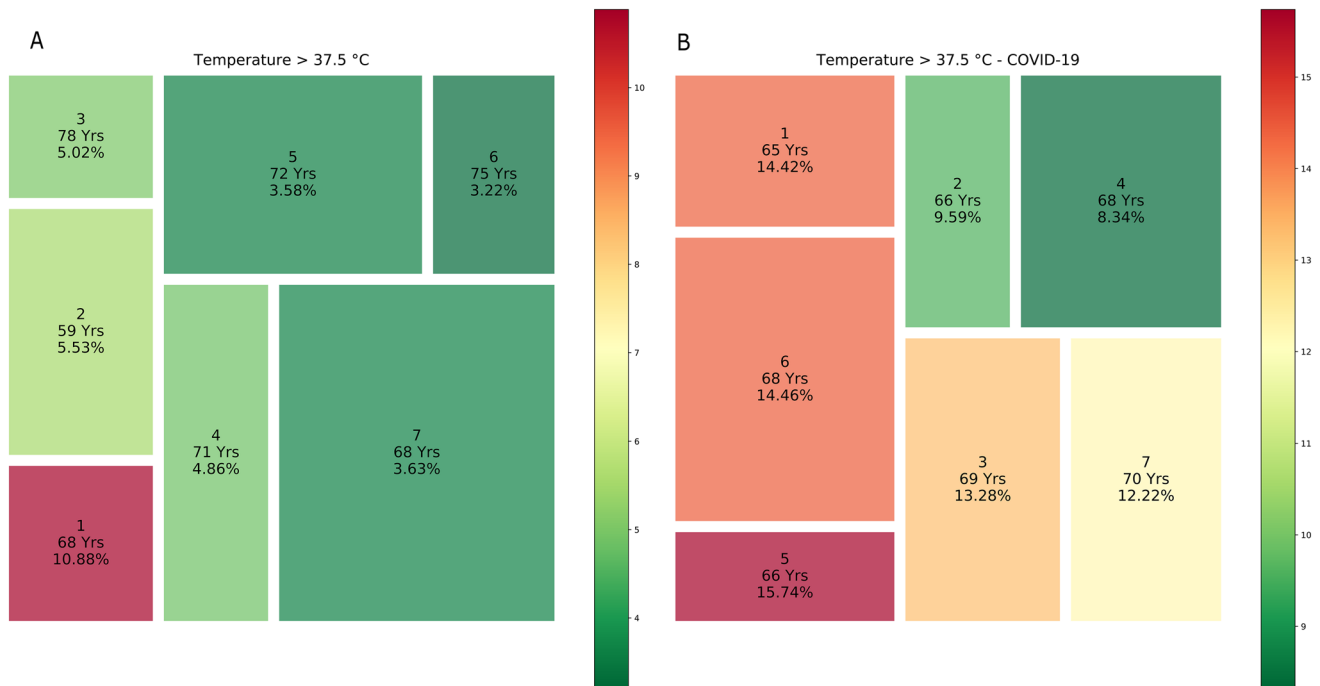 A
Temperature > 37.5 °C
3
78 Yrs
5.02%
5
72 Yrs
3.58%
6
75 Yrs
3.22%
2
59 Yrs
5.53%
4
71 Yrs
4.86%
7
68 Yrs
3.63%
1
68 Yrs
10.88%
10
9
8
7
6
5
4
B
Temperature > 37.5 °C - COVID-19
1
65 Yrs
14.42%
2
66 Yrs
9.59%
4
68 Yrs
8.34%
6
68 Yrs
14.46%
3
69 Yrs
13.28%
7
70 Yrs
12.22%
5
66 Yrs
15.74%
15
14
13
12
11
10
9